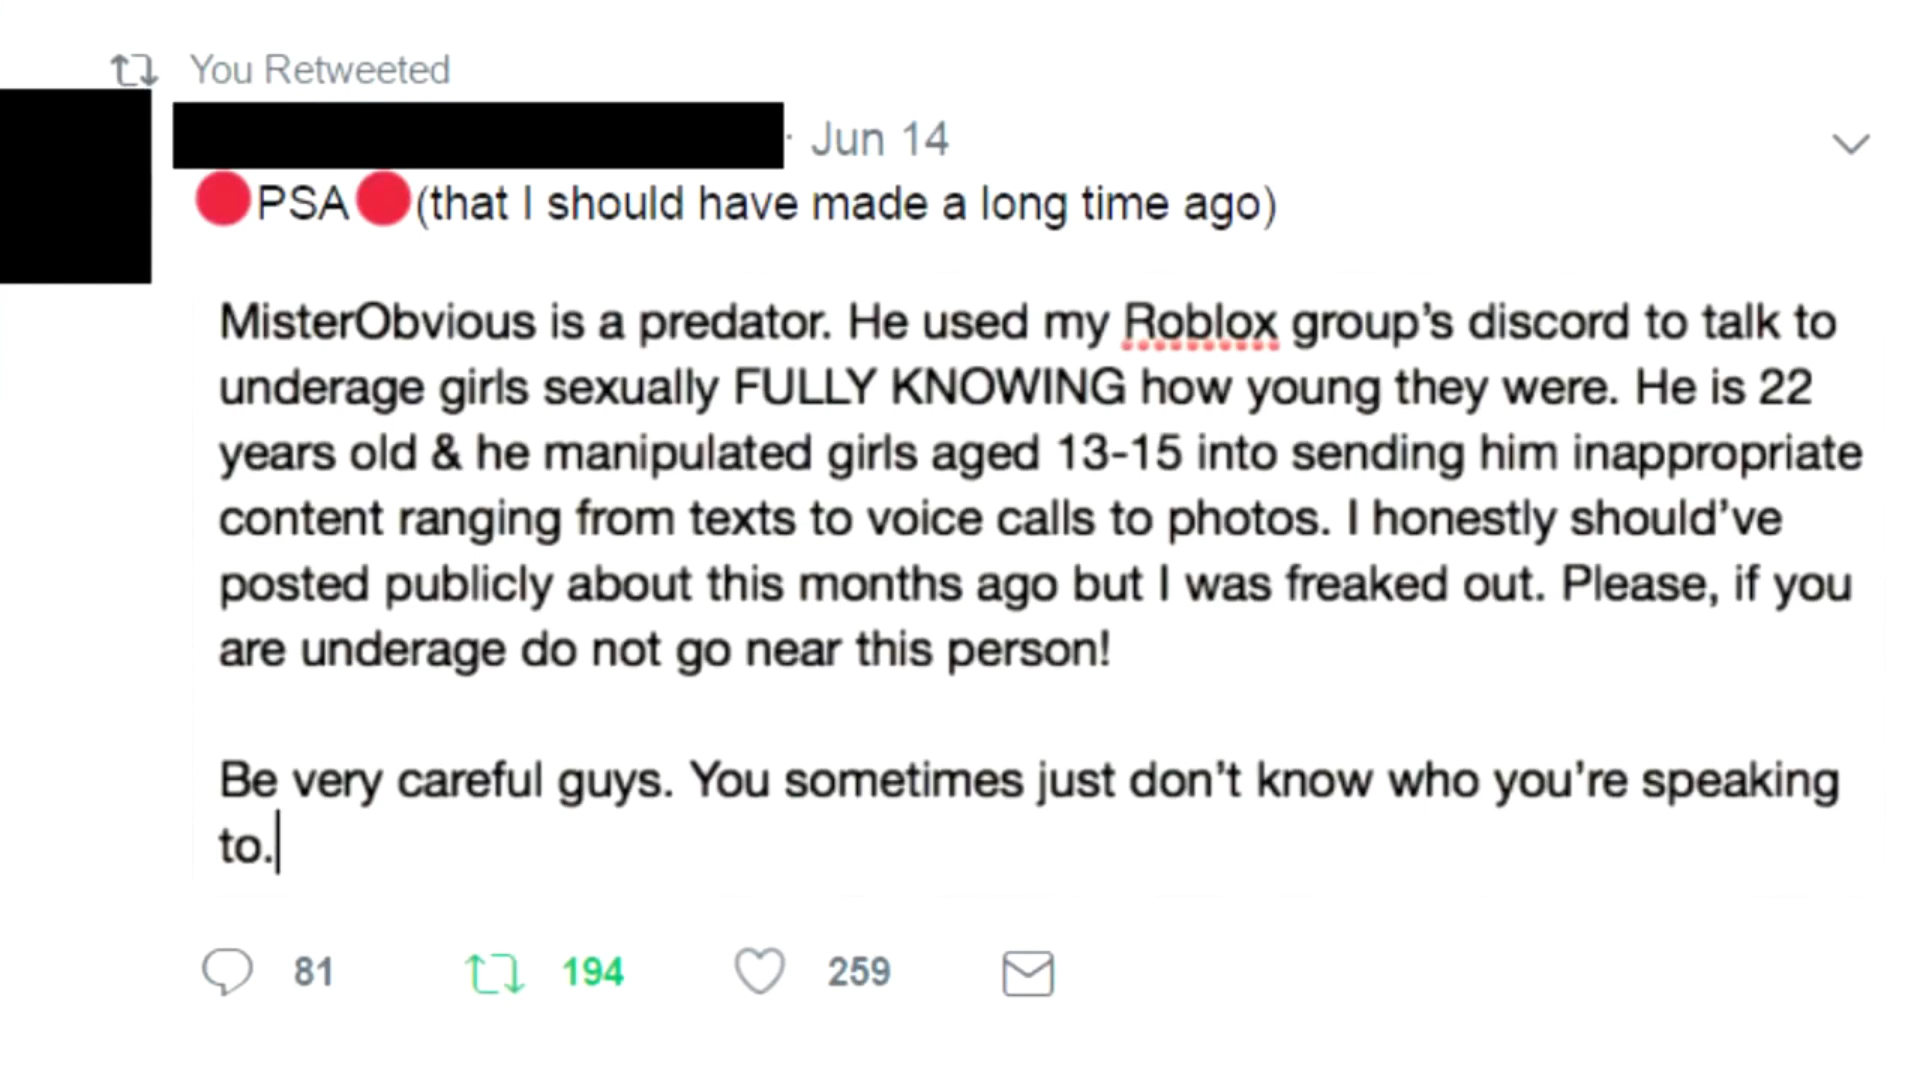 You Retweeted
· Jun 14
🔴PSA🔴(that I should have made a long time ago)
MisterObvious is a predator. He used my Roblox group's discord to talk to
underage girls sexually FULLY KNOWING how young they were. He is 22
years old & he manipulated girls aged 13-15 into sending him inappropriate
content ranging from texts to voice calls to photos. I honestly should've
posted publicly about this months ago but I was freaked out. Please, if you
are underage do not go near this person!
Be very careful guys. You sometimes just don't know who you're speaking
to.
81 194 259